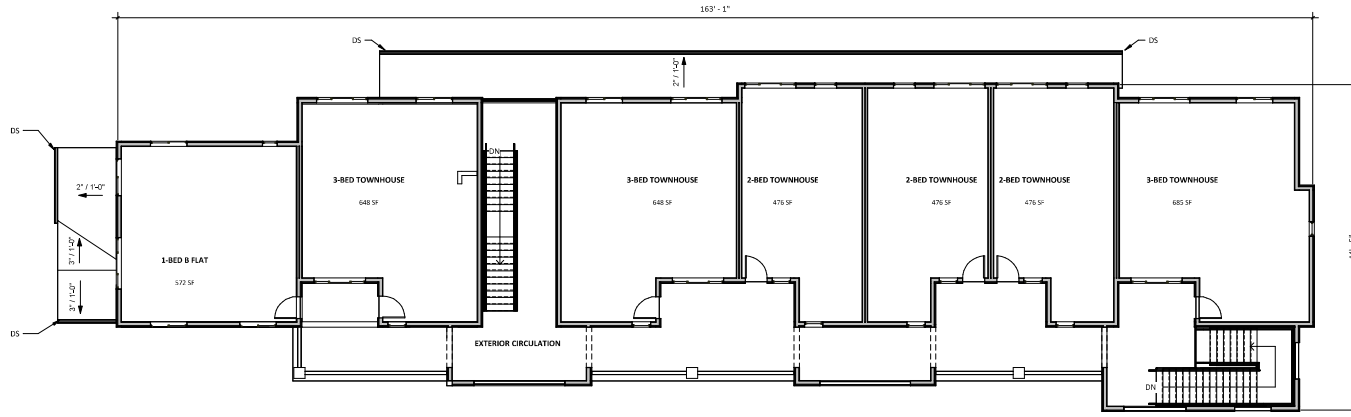 163' - 1"
DS
DS
2" / 1'-0"
DS
DN
2" / 1'-0"
3-BED TOWNHOUSE
648 SF
3-BED TOWNHOUSE
648 SF
2-BED TOWNHOUSE
476 SF
2-BED TOWNHOUSE
476 SF
2-BED TOWNHOUSE
476 SF
3-BED TOWNHOUSE
685 SF
3" / 1'-0"
1-BED B FLAT
572 SF
3" / 1'-0"
DS
EXTERIOR CIRCULATION
DN